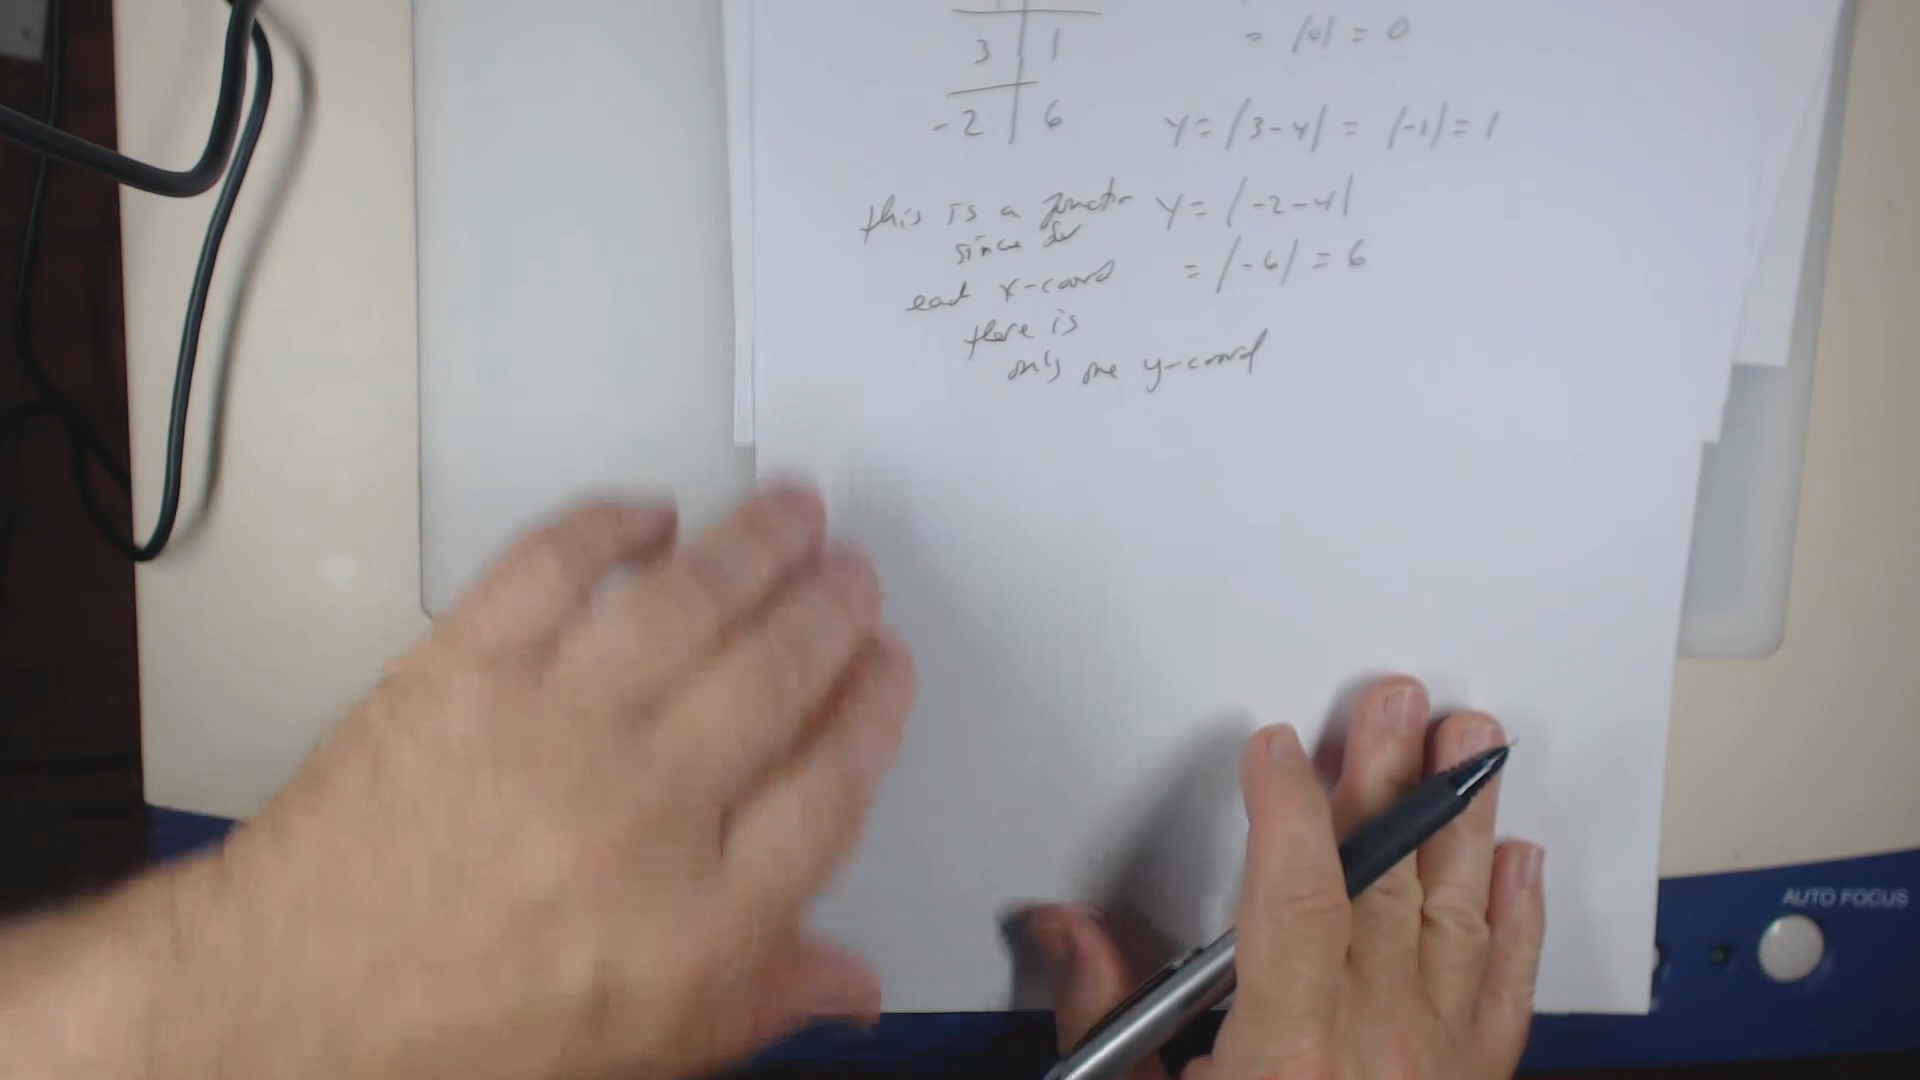 = |0| = 0
3 | 1
-2 | 6
y = |3-4| = |-1| = 1
this is a
since for
each x-coord
there is
only one y-coord
y = |-2-4|
= |-6| = 6
AUTO FOCUS